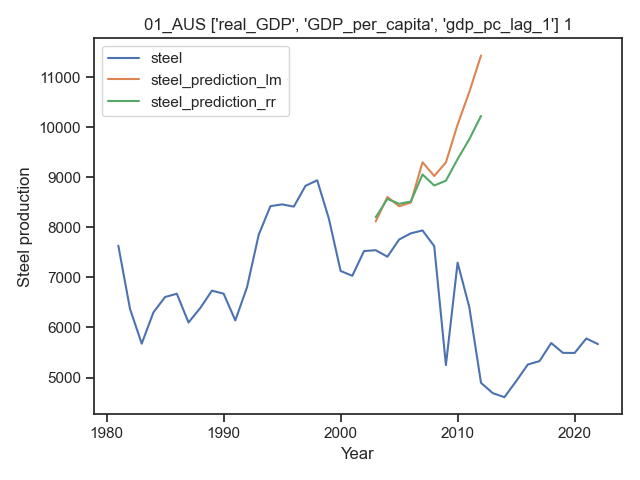 01_AUS ['real_GDP', 'GDP_per_capita', 'gdp_pc_lag_1'] 1
steel
steel_prediction_lm
steel_prediction_rr
11000
10000
9000
8000
7000
6000
5000
Steel production
1980
1990
2000
2010
2020
Year